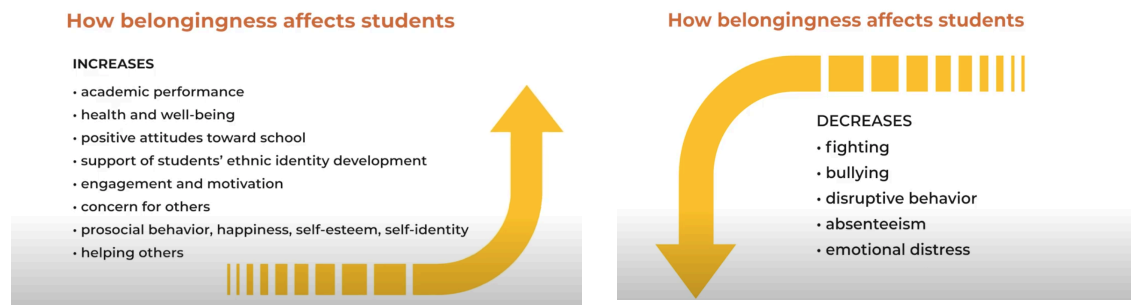 How belongingness affects students
INCREASES
• academic performance
• health and well-being
• positive attitudes toward school
• support of students’ ethnic identity development
• engagement and motivation
• concern for others
• prosocial behavior, happiness, self-esteem, self-identity
• helping others
How belongingness affects students
DECREASES
• fighting
• bullying
• disruptive behavior
• absenteeism
• emotional distress